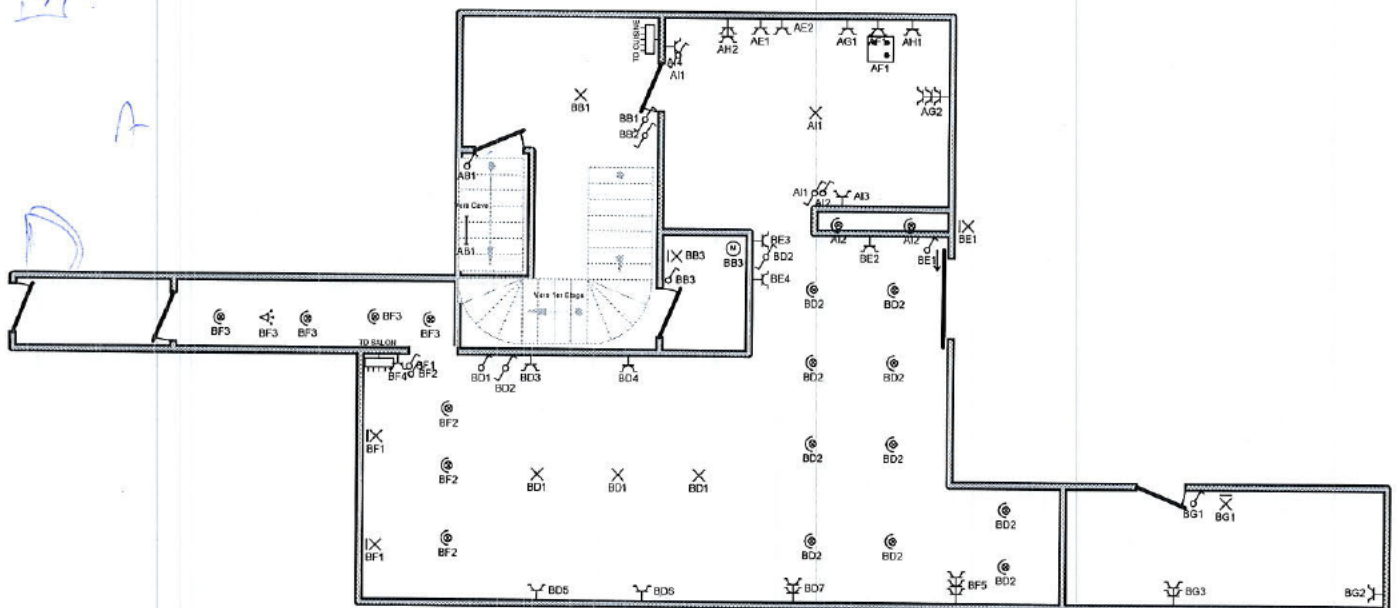 TD CUISINE
AH2
AE1
AE2
AG1
AF1
AH1
AI4
AI1
AF1
BB1
BB1
BB2
AI1
AG2
AB1
Vers Cave
AB1
AI1
AI2
AI3
AI2
AI2
BE1
BE1
BE2
BB3
M
BB3
BB3
BE3
BD2
BE4
Vers 1er Etage
BF3
BF3
BF3
BF3
BF3
TD SALON
BF4
BF1
BF2
BD1
BD2
BD3
BD4
BD2
BD2
BD2
BD2
BF2
BF1
BF2
BD1
BD1
BD1
BD2
BD2
BF1
BF2
BD2
BD2
BD2
BD2
BG1
BG1
BD5
BD6
BD7
BF5
BG3
BG2